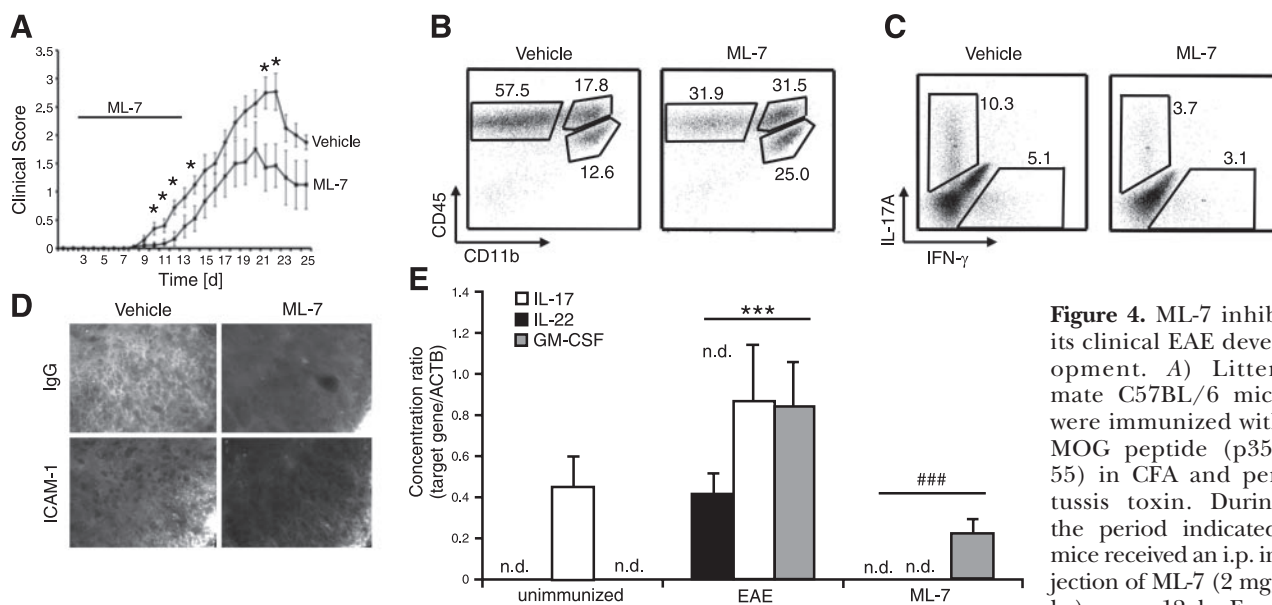 A
3.5
3
2.5
2
1.5
1
0.5
0
Clinical Score
ML-7
* * * *
* *
Vehicle
ML-7
3 5 7 9 11 13 15 17 19 21 23 25
Time [d]
B
Vehicle
ML-7
57.5
17.8
12.6
31.9
31.5
25.0
CD45
CD11b
C
Vehicle
ML-7
10.3
5.1
3.7
3.1
IL-17A
IFN-γ
D
Vehicle
ML-7
IgG
ICAM-1
E
1.4
1.2
1.0
0.8
0.6
0.4
0.2
0
Concentration ratio
(target gene/ACTB)
IL-17
IL-22
GM-CSF
***
n.d.
###
n.d.
n.d.
n.d. n.d.
unimmunized
EAE
ML-7
Figure 4. ML-7 inhib
its clinical EAE deve
opment. A) Litter
mate C57BL/6 mic
were immunized with
MOG peptide (p35
55) in CFA and per
tussis toxin. Durin
the period indicated
mice received an i.p. in
jection of ML-7 (2 mg